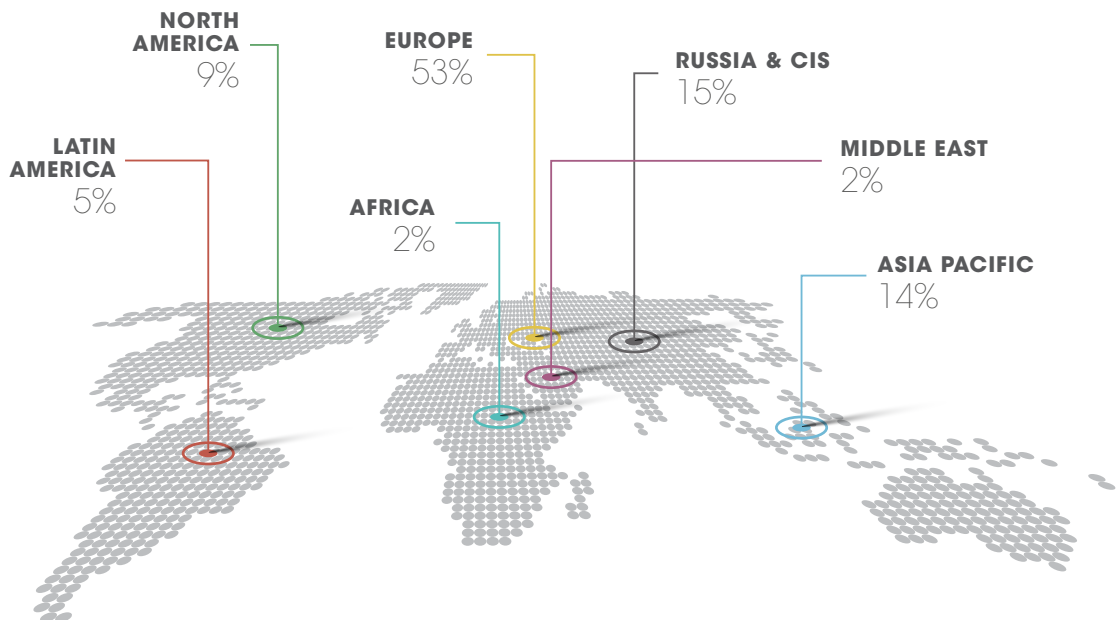 NORTH
AMERICA
9%
EUROPE
53%
RUSSIA & CIS
15%
LATIN
AMERICA
5%
MIDDLE EAST
2%
AFRICA
2%
ASIA PACIFIC
14%